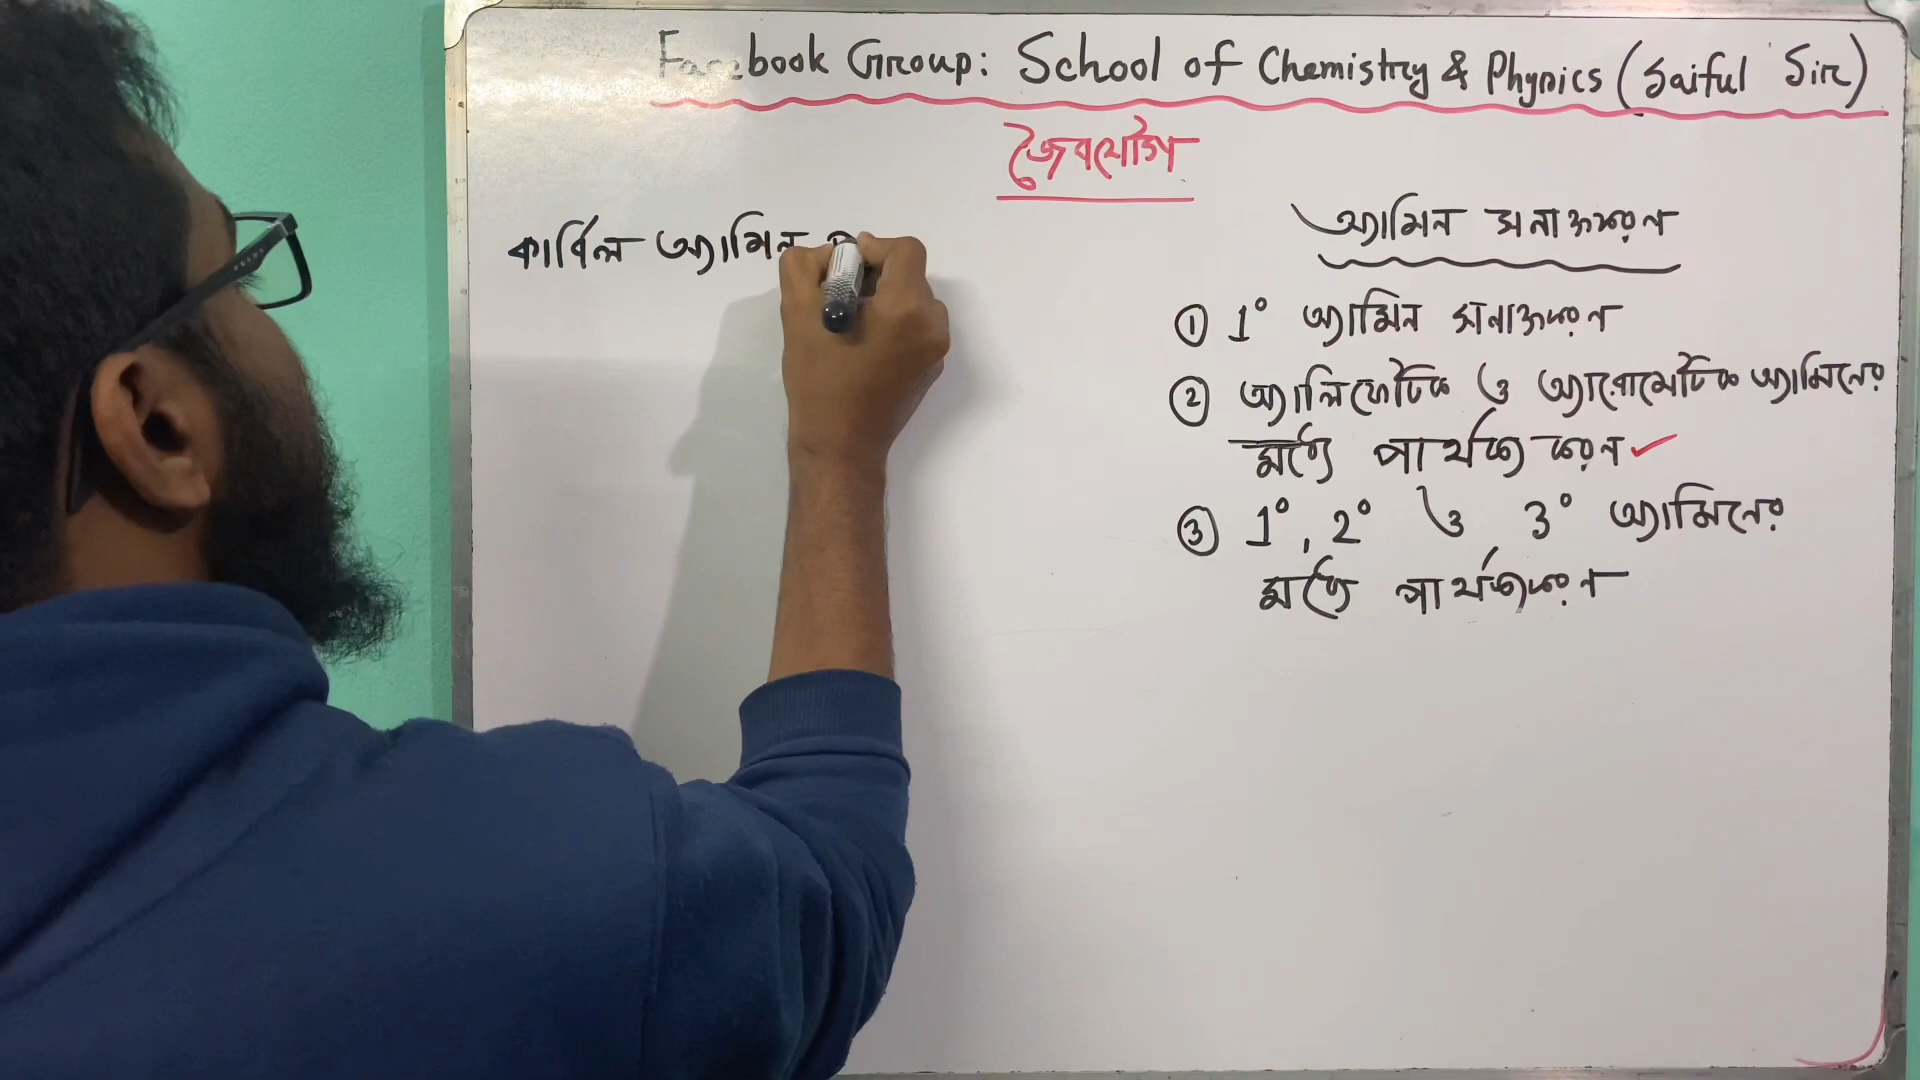 Facebook Group: School of Chemistry & Physics (Saiful Sir)
জৈবযৌগ
কার্বিল অ্যামিন
অ্যামিন সনাক্তকরণ
① 1° অ্যামিন সনাক্তকরণ
② অ্যালিফেটিক ও অ্যারোমেটিক অ্যামিনের
মধ্যে পার্থক্যকরণ ✓
③ 1°, 2° ও 3° অ্যামিনের
মধ্যে পার্থক্যকরণ